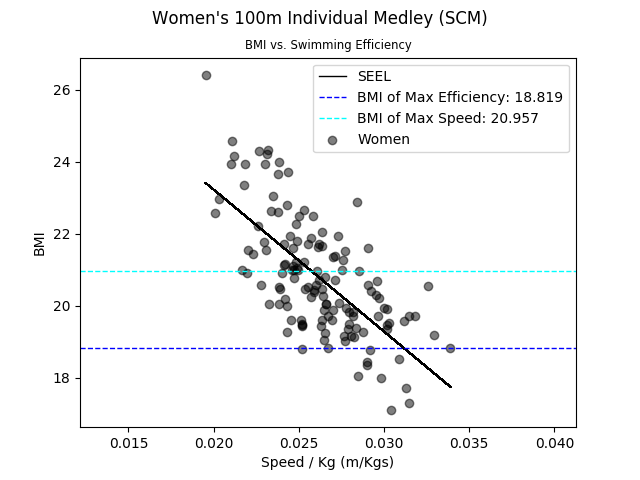 Women's 100m Individual Medley (SCM)
BMI vs. Swimming Efficiency
SEEL
BMI of Max Efficiency: 18.819
BMI of Max Speed: 20.957
Women
26
24
22
20
18
BMI
0.015 0.020 0.025 0.030 0.035 0.040
Speed / Kg (m/Kgs)